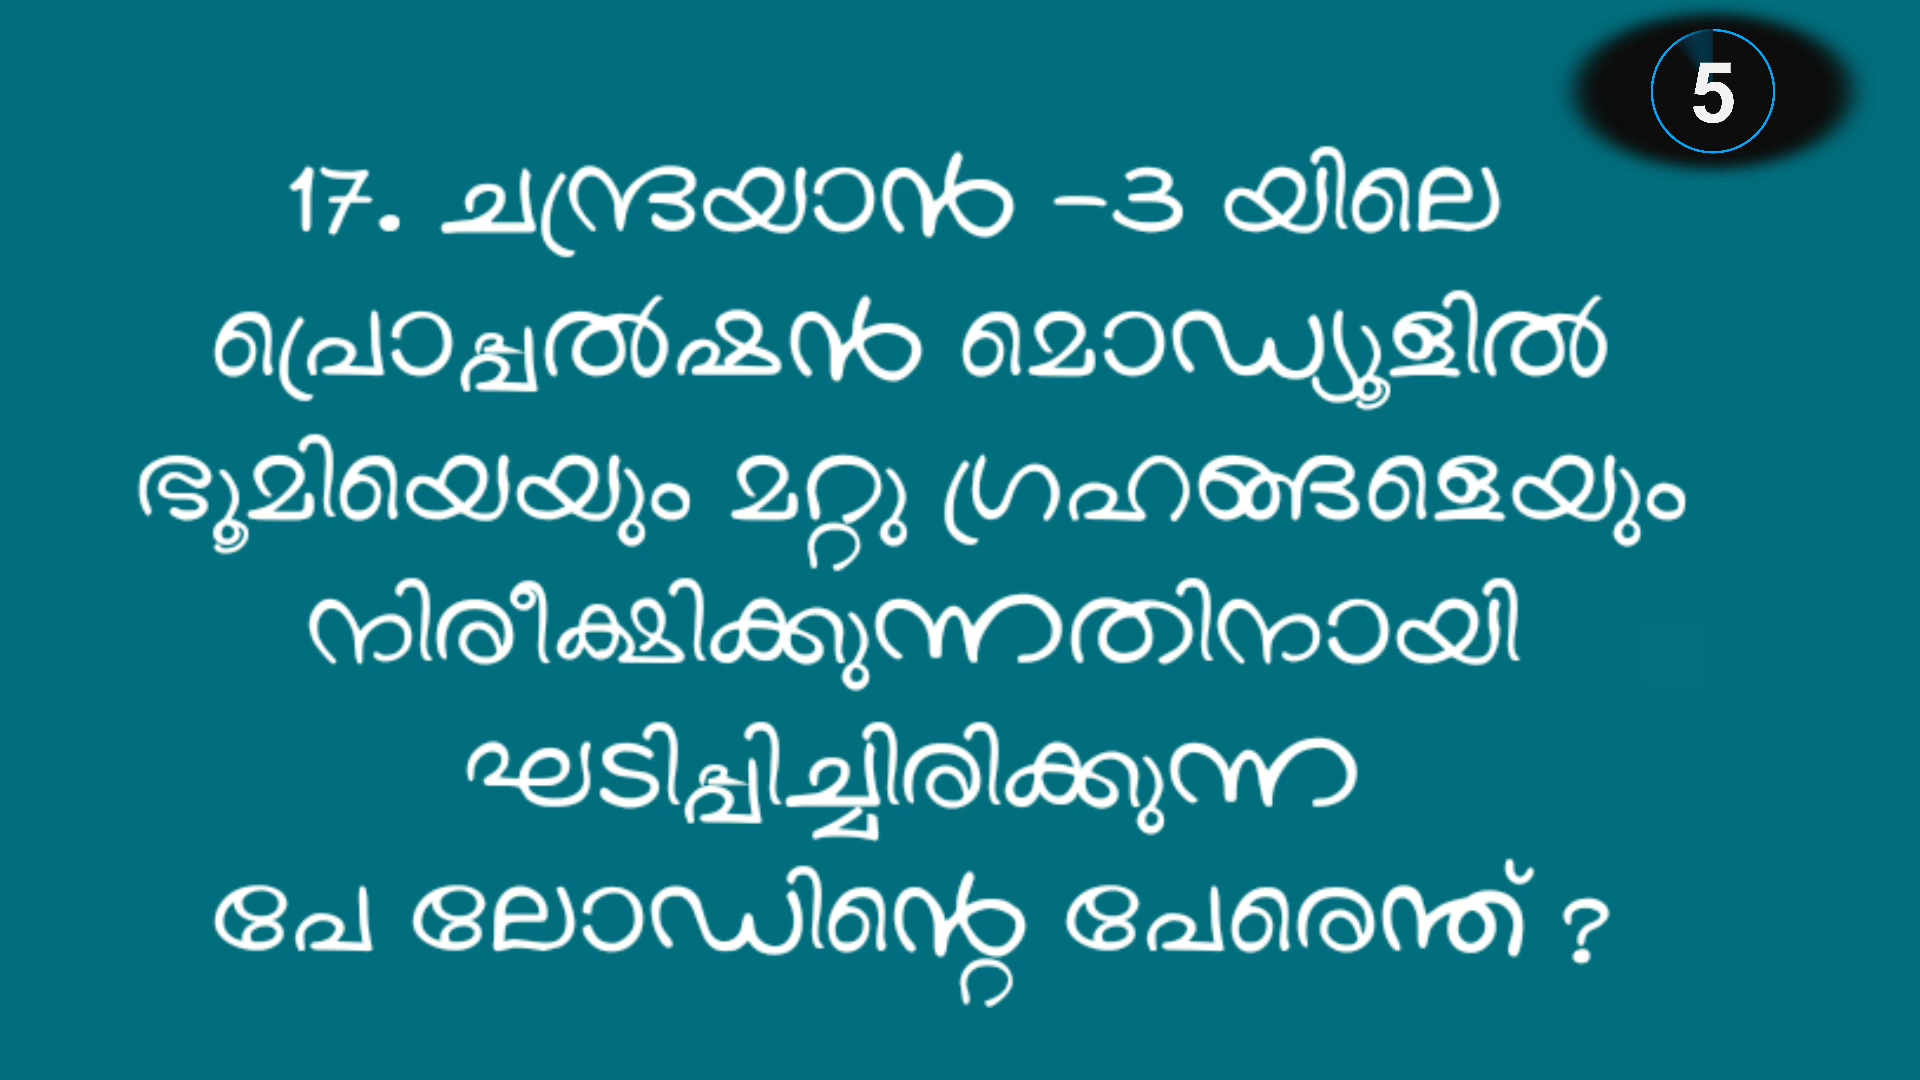 5
17. ചന്ദ്രയാൻ -3 യിലെ
പ്രൊപ്പൽഷൻ മൊഡ്യൂളിൽ
ഭൂമിയെയും മറ്റു ഗ്രഹങ്ങളെയും
നിരീക്ഷിക്കുന്നതിനായി
ഘടിപ്പിച്ചിരിക്കുന്ന
പേ ലോഡിൻ്റെ പേരെന്ത് ?